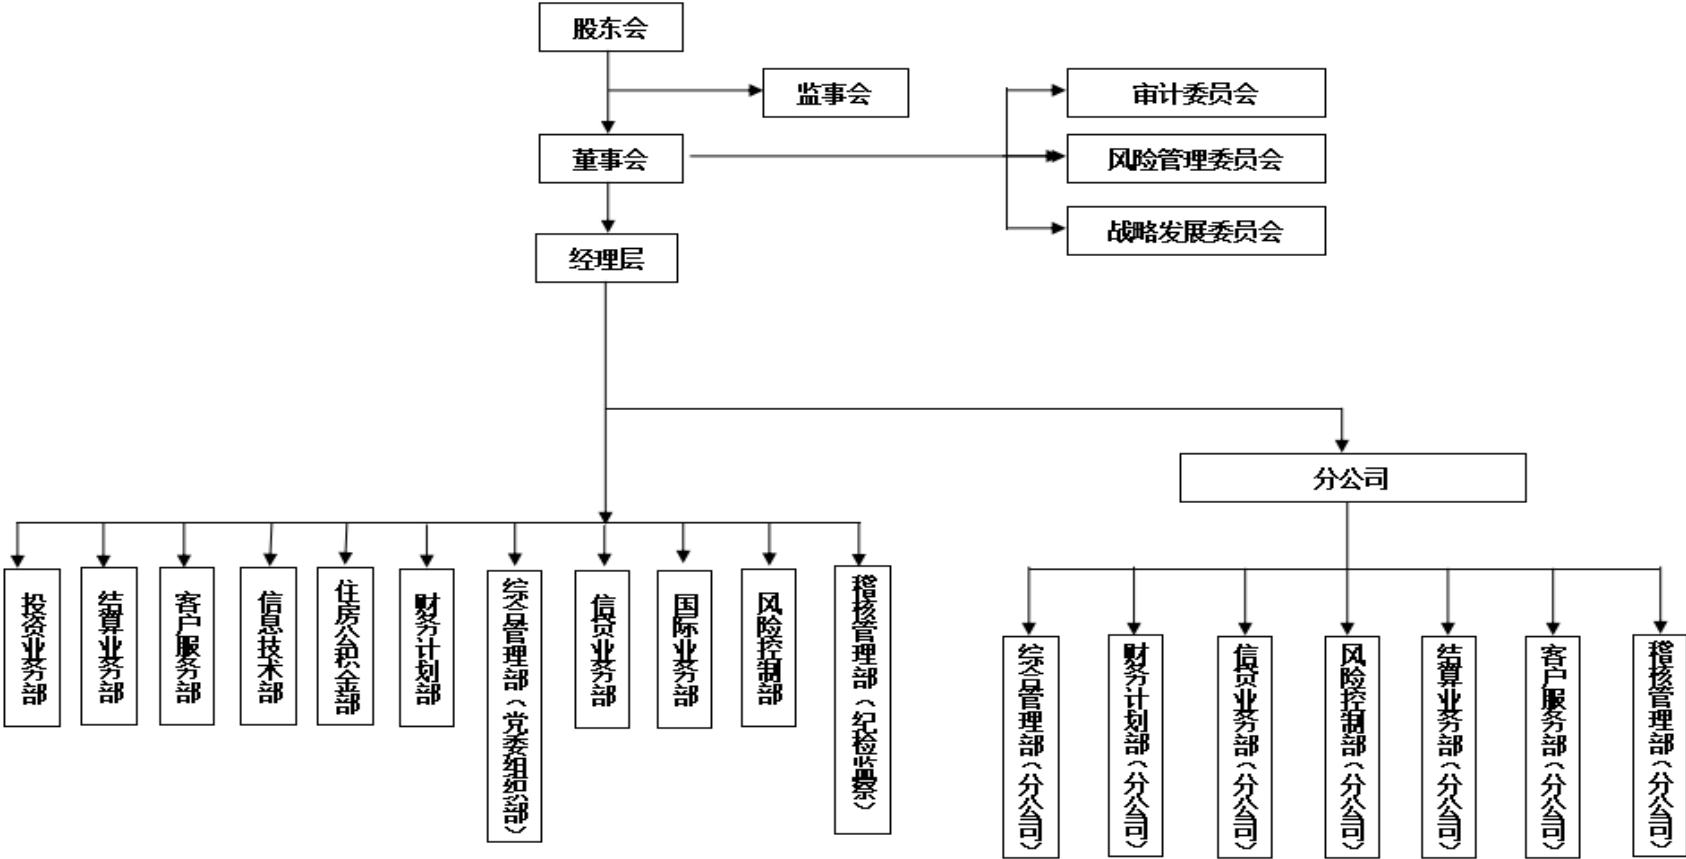 股东会
监事会
审计委员会
董事会
风险管理委员会
战略发展委员会
经理层
分公司
投资业务部
结算业务部
客户服务部
信息技术部
住房公积金部
财务计划部
综合管理部（党委组织部）
信贷业务部
国际业务部
风险控制部
稽核管理部（纪检监察）
综合管理部（分公司）
财务计划部（分公司）
信贷业务部（分公司）
风险控制部（分公司）
结算业务部（分公司）
客户服务部（分公司）
稽核管理部（分公司）